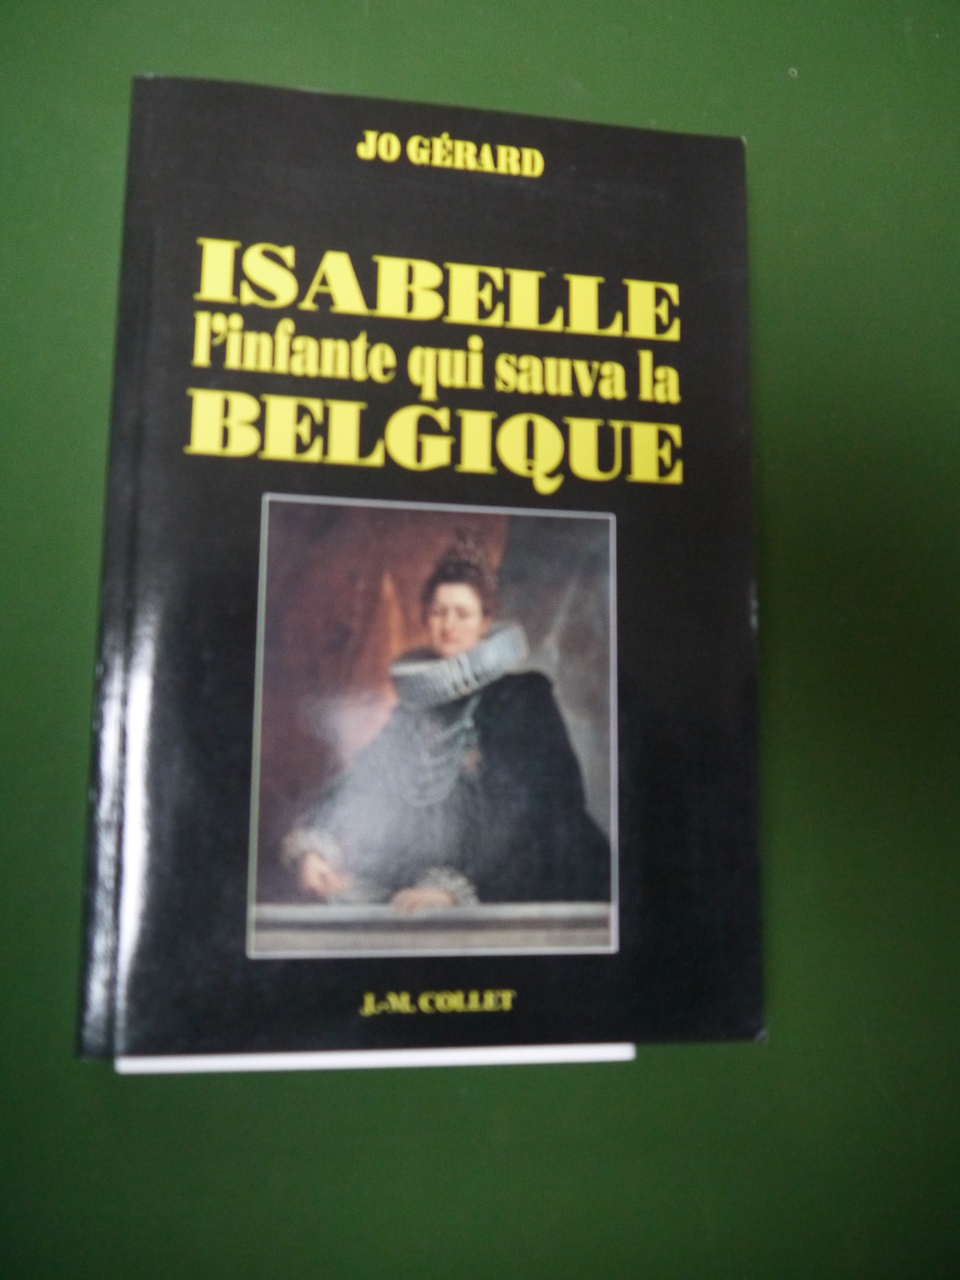 JO GÉRARD
ISABELLE
l'infante qui sauva la
BELGIQUE
J.-M. COLLET